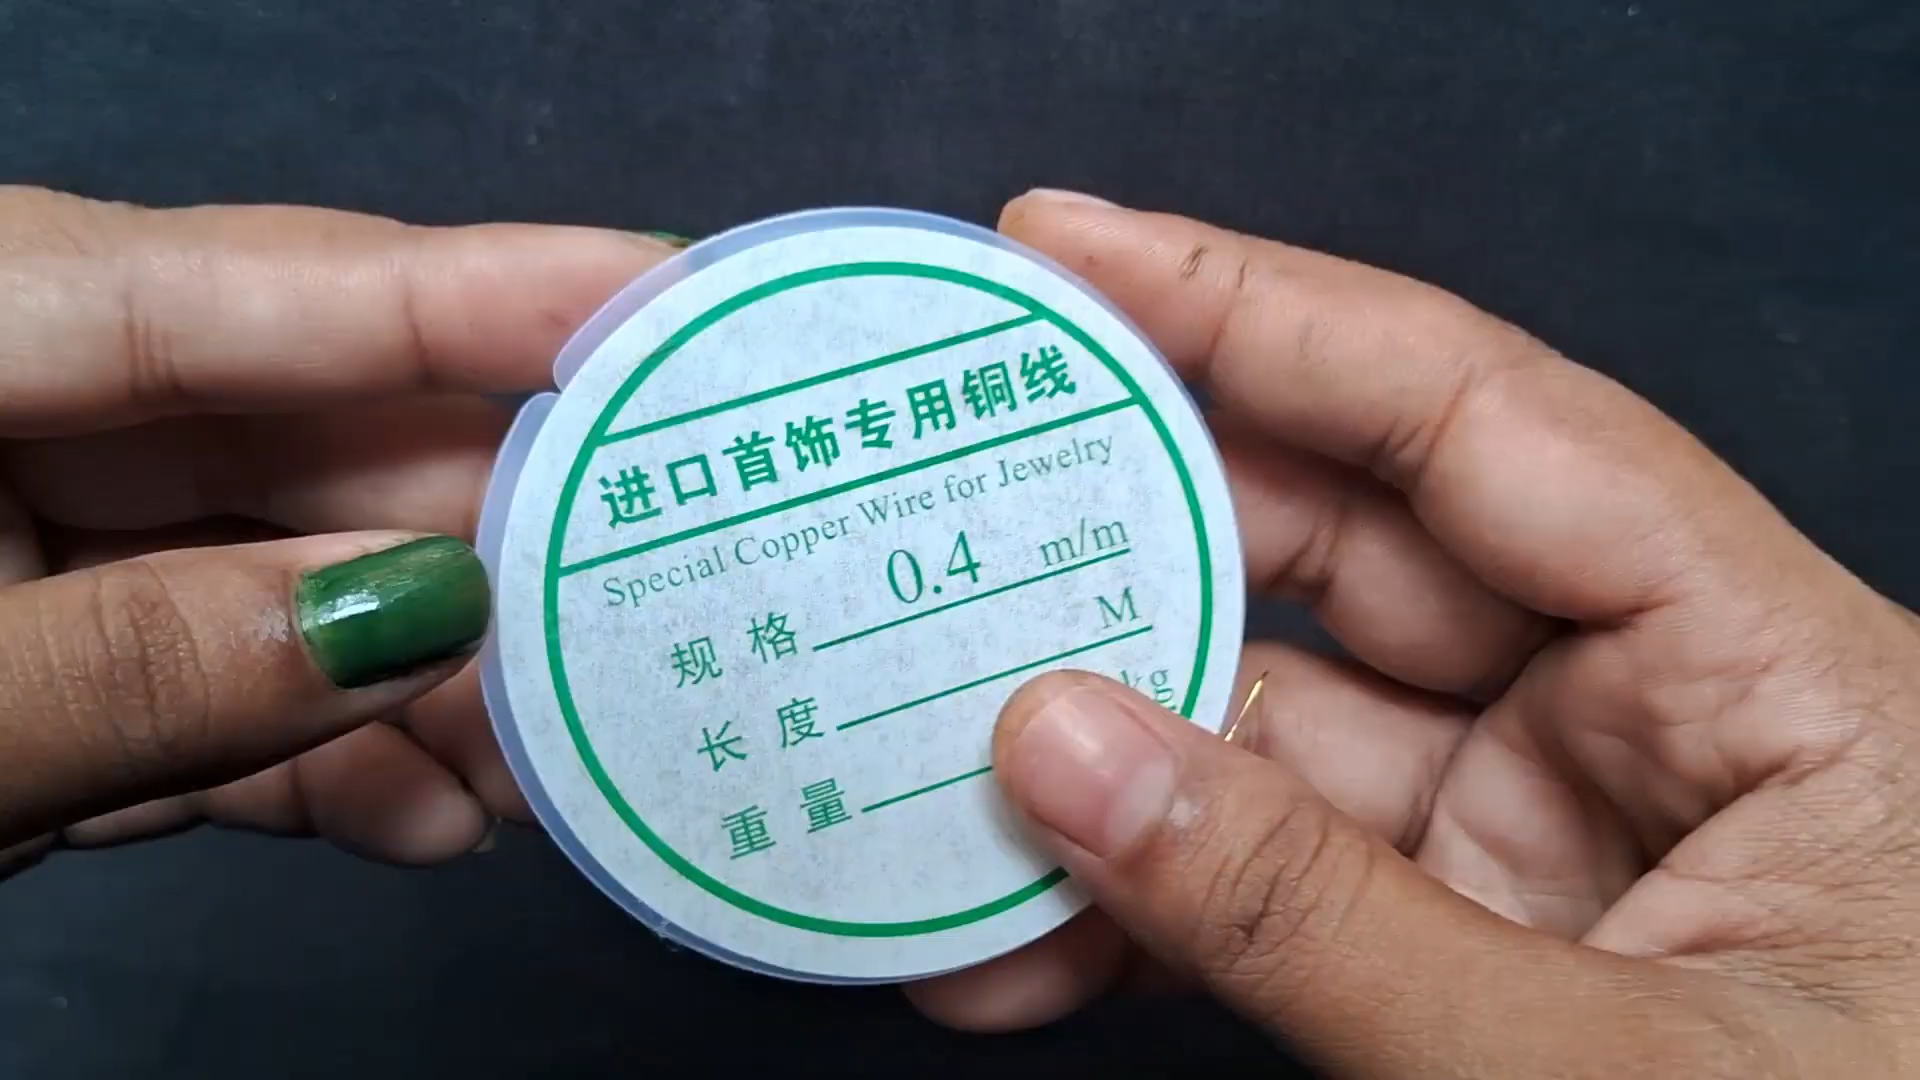 进口首饰专用铜线
Special Copper Wire for Jewelry
规 格 0.4 m/m
长 度 M
重 量 kg